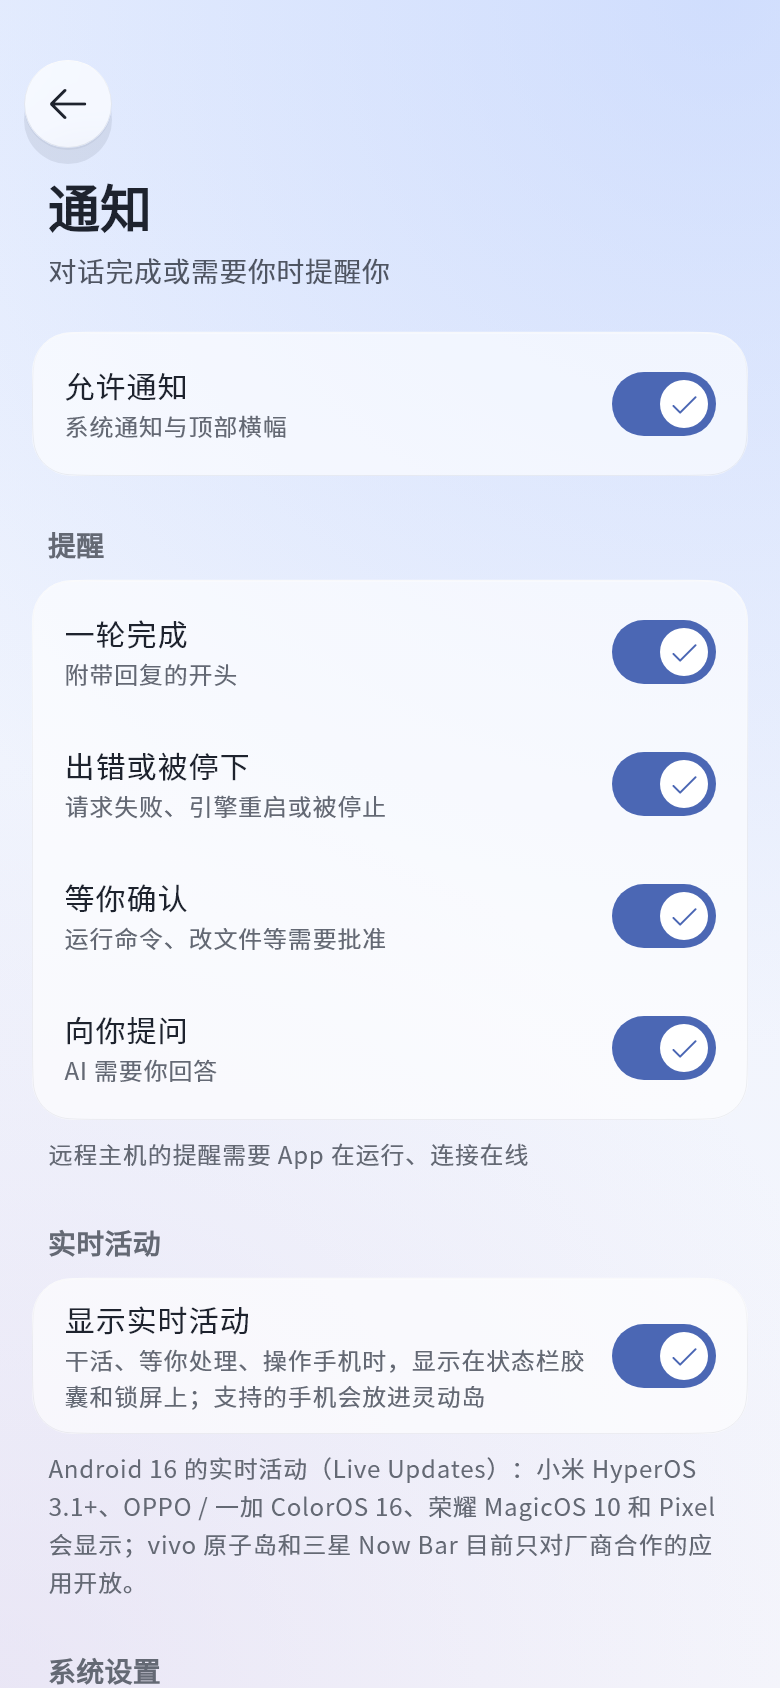 通知
对话完成或需要你时提醒你
允许通知
系统通知与顶部横幅
提醒
一轮完成
附带回复的开头
出错或被停下
请求失败、引擎重启或被停止
等你确认
运行命令、改文件等需要批准
向你提问
AI 需要你回答
远程主机的提醒需要 App 在运行、连接在线
实时活动
显示实时活动
干活、等你处理、操作手机时，显示在状态栏胶
囊和锁屏上；支持的手机会放进灵动岛
Android 16 的实时活动（Live Updates）：小米 HyperOS
3.1+、OPPO / 一加 ColorOS 16、荣耀 MagicOS 10 和 Pixel
会显示；vivo 原子岛和三星 Now Bar 目前只对厂商合作的应
用开放。
系统设置